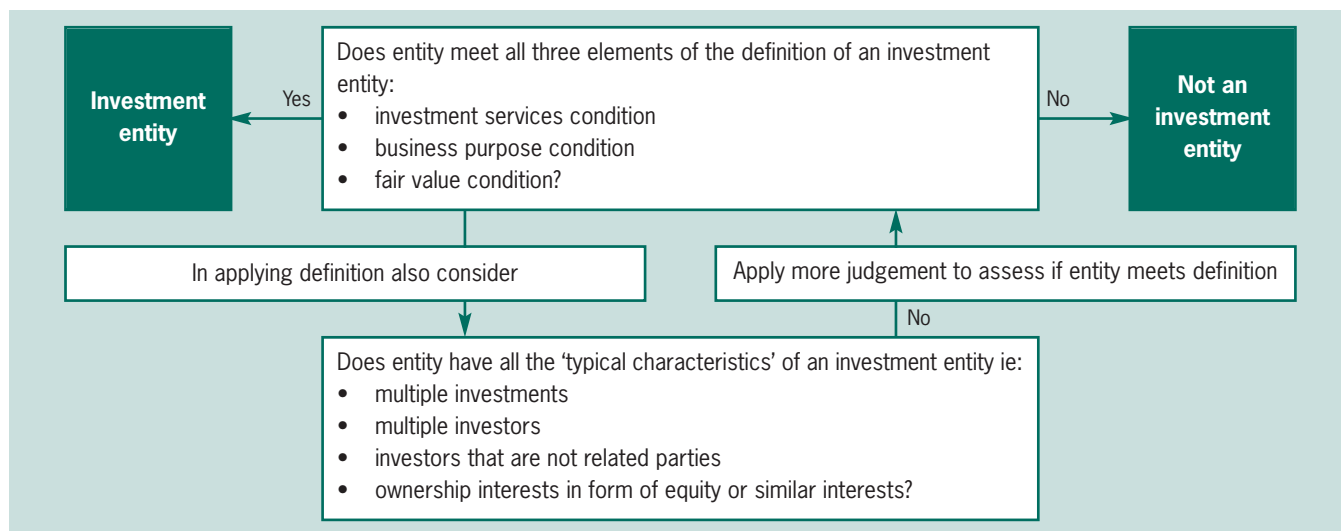 Does entity meet all three elements of the definition of an investment
entity:
• investment services condition
• business purpose condition
• fair value condition?
Investment
entity
Yes
No
Not an
investment
entity
In applying definition also consider
Apply more judgement to assess if entity meets definition
No
Does entity have all the ‘typical characteristics’ of an investment entity ie:
• multiple investments
• multiple investors
• investors that are not related parties
• ownership interests in form of equity or similar interests?